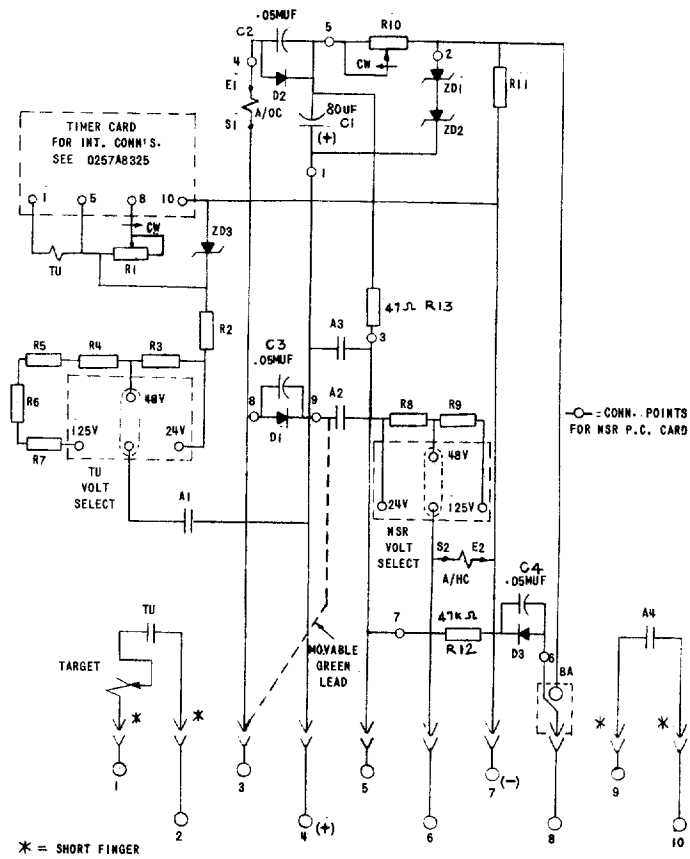 .05MUF
C2
5
R10
4
CW
2
E1
D2
ZD1
R11
A/OC
80UF
C1
S1
(+)
ZD2
TIMER CARD
FOR INT. CONN'S.
SEE 0257A8325
1
1
5
8
10
CW
ZD3
R1
TU
47Ω R13
R2
A3
3
R5
R4
R3
C3
.05MUF
A2
R8
R9
R6
48V
8
9
-O- = CONN. POINTS
FOR NSR P.C. CARD
125V
24V
D1
48V
R7
TU
VOLT
SELECT
24V
125V
A1
NSR
VOLT
SELECT
S2
E2
A/HC
C4
.05MUF
TU
7
47KΩ
A4
TARGET
MOVABLE
GREEN
LEAD
R12
D3
6
8A
*
*
*
*
1
3
5
7
(-)
9
2
4
(+)
6
8
10
* = SHORT FINGER